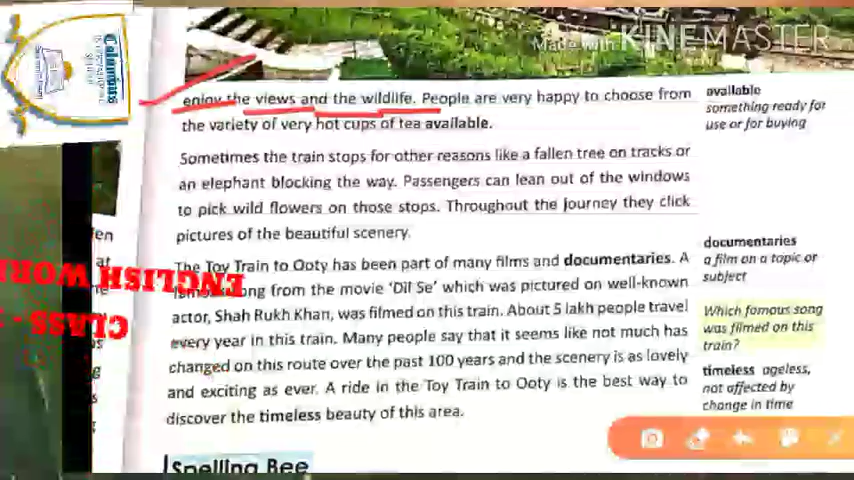 Made with KINEMASTER
enjoy the views and the wildlife. People are very happy to choose from
the variety of very hot cups of tea available.
Sometimes the train stops for other reasons like a fallen tree on tracks or
an elephant blocking the way. Passengers can lean out of the windows
to pick wild flowers on those stops. Throughout the journey they click
pictures of the beautiful scenery.
The Toy Train to Ooty has been part of many films and documentaries. A
song from the movie 'Dil Se' which was pictured on well-known
actor, Shah Rukh Khan, was filmed on this train. About 5 lakh people travel
every year in this train. Many people say that it seems like not much has
changed on this route over the past 100 years and the scenery is as lovely
and exciting as ever. A ride in the Toy Train to Ooty is the best way to
discover the timeless beauty of this area.
Spelling Bee
available
something ready for
use or for buying
documentaries
a film on a topic or
subject
Which famous song
was filmed on this
train?
timeless ageless,
not affected by
change in time
ENGLISH WOR
CLASS -
Columbus